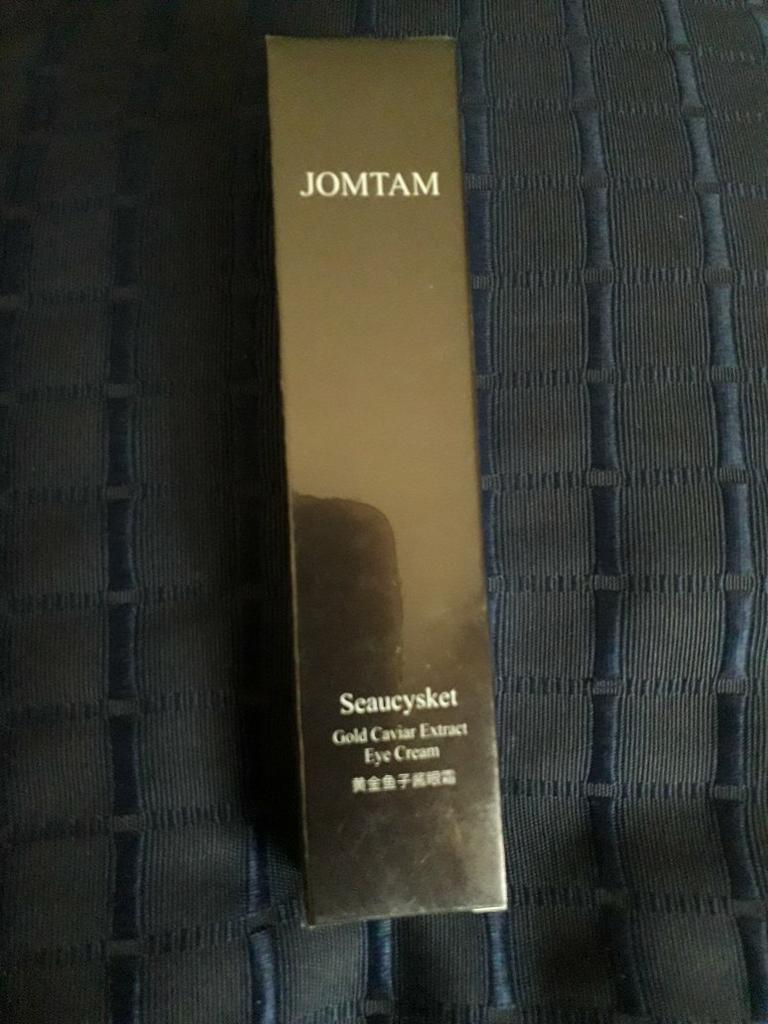 JOMTAM
Seaucysket
Gold Caviar Extract
Eye Cream
黄金鱼子酱眼霜